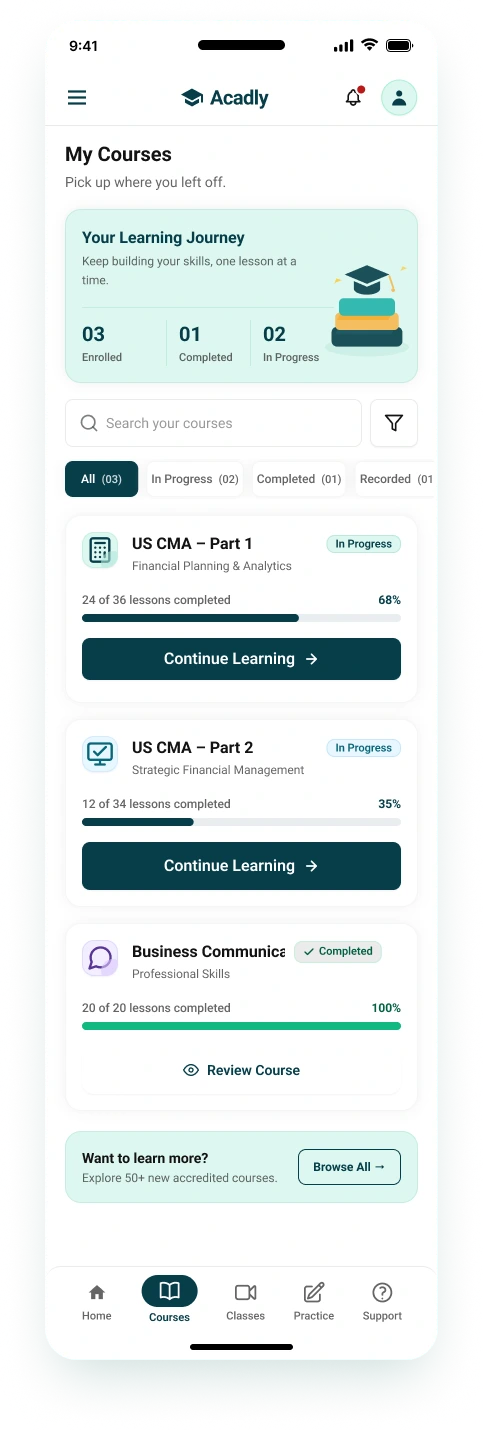 9:41
Acadly
My Courses
Pick up where you left off.
Your Learning Journey
Keep building your skills, one lesson at a
time.
03 01 02
Enrolled Completed In Progress
Search your courses
All (03) In Progress (02) Completed (01) Recorded (01
US CMA – Part 1 In Progress
Financial Planning & Analytics
24 of 36 lessons completed 68%
Continue Learning →
US CMA – Part 2 In Progress
Strategic Financial Management
12 of 34 lessons completed 35%
Continue Learning →
Business Communica Completed
Professional Skills
20 of 20 lessons completed 100%
Review Course
Want to learn more?
Explore 50+ new accredited courses.
Browse All →
Home Courses Classes Practice Support